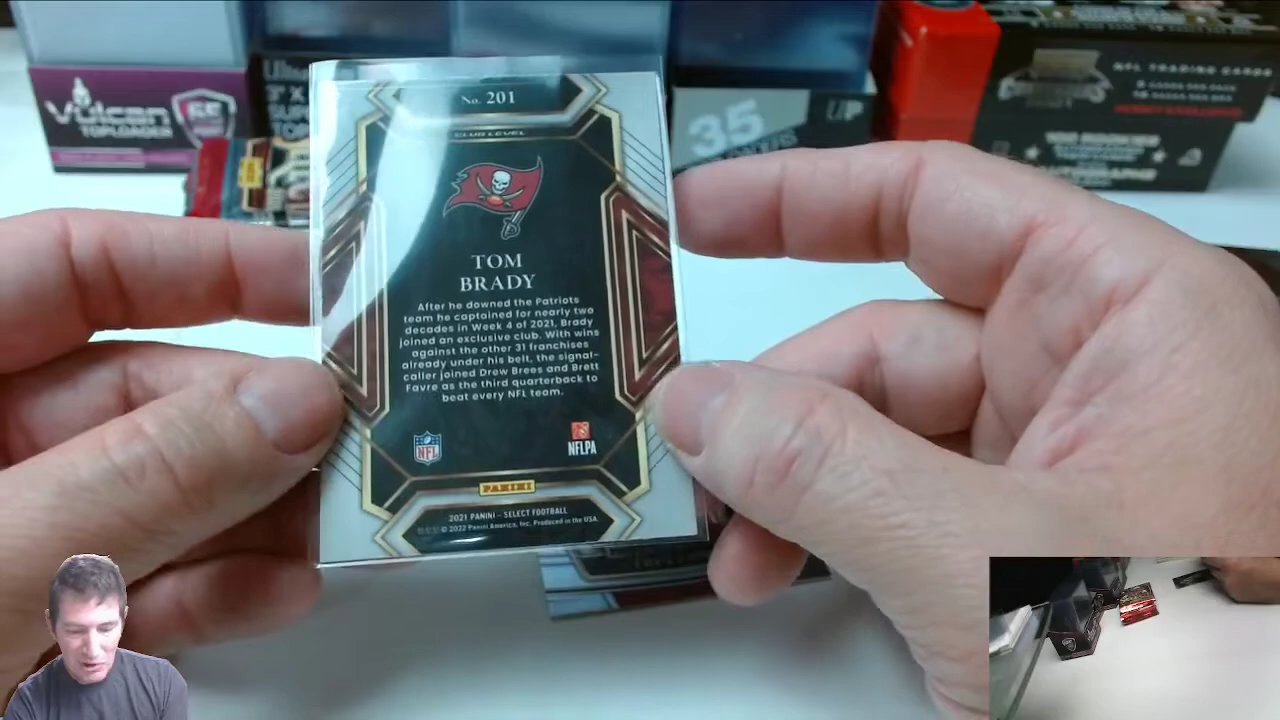 Vulcan
TOPLOADER
35
UP
NFL TRADING CARDS
No. 201
CLUB LEVEL
TOM
BRADY
After he downed the Patriots
team he captained for nearly two
decades in Week 4 of 2021, Brady
joined an exclusive club. With wins
against the other 31 franchises
already under his belt, the signal-
caller joined Drew Brees and Brett
Favre as the third quarterback to
beat every NFL team.
NFL
NFLPA
PANINI
2021 PANINI – SELECT FOOTBALL
© 2022 Panini America, Inc. Produced in the USA.